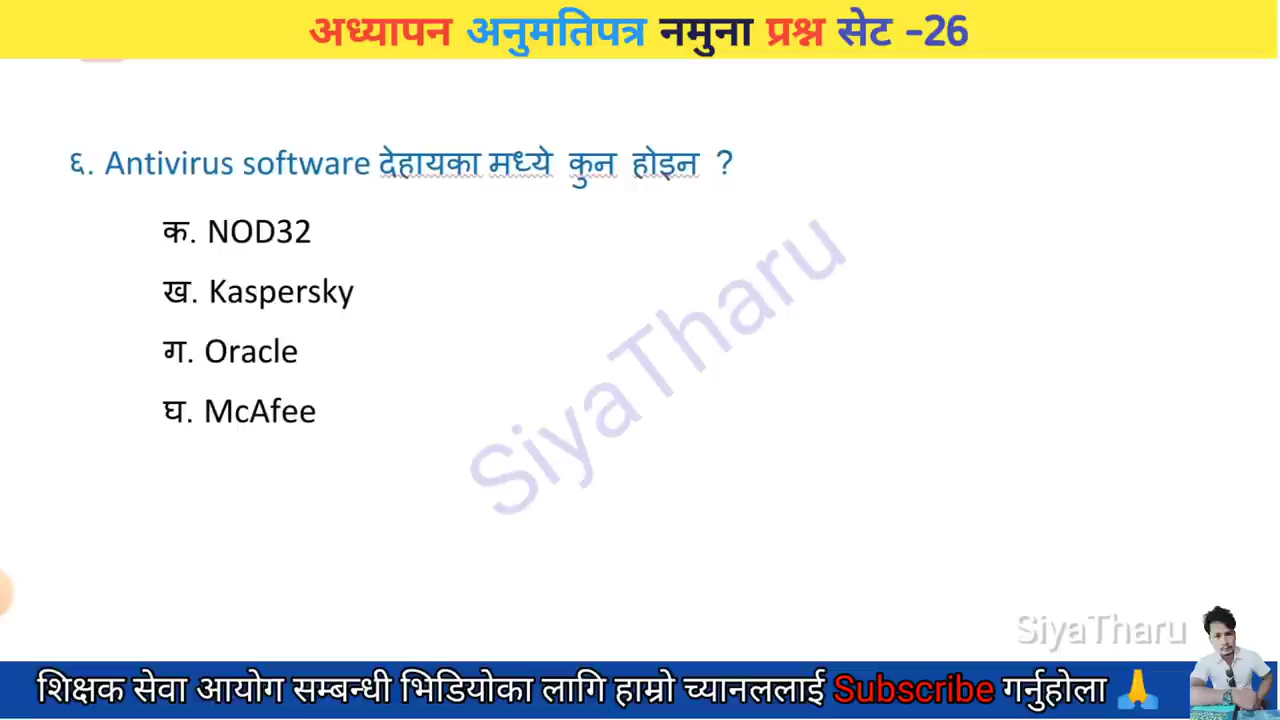 अध्यापन अनुमतिपत्र नमुना प्रश्न सेट -26
६. Antivirus software देहायका मध्ये कुन होइन ?
क. NOD32
ख. Kaspersky
ग. Oracle
घ. McAfee
SiyaTharu
SiyaTharu
शिक्षक सेवा आयोग सम्बन्धी भिडियोका लागि हाम्रो च्यानललाई Subscribe गर्नुहोला 🙏